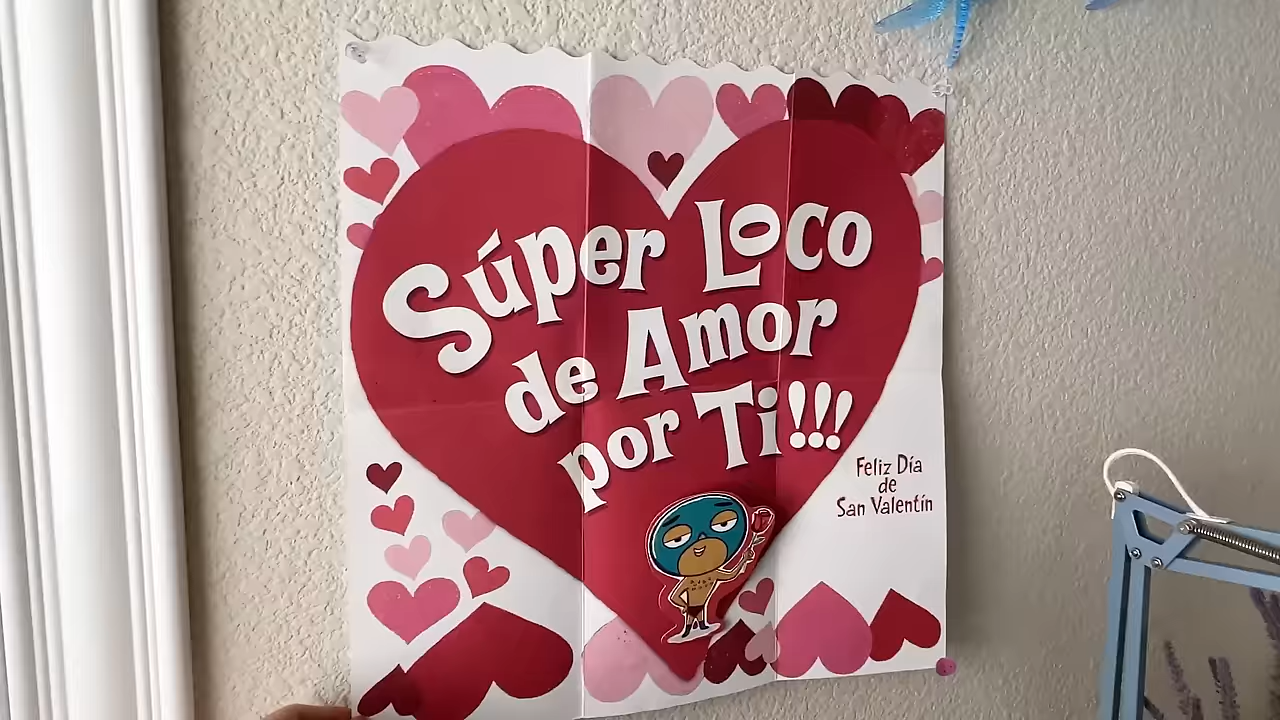 Súper Loco
de Amor
por Ti!!!
Feliz Día
de
San Valentín